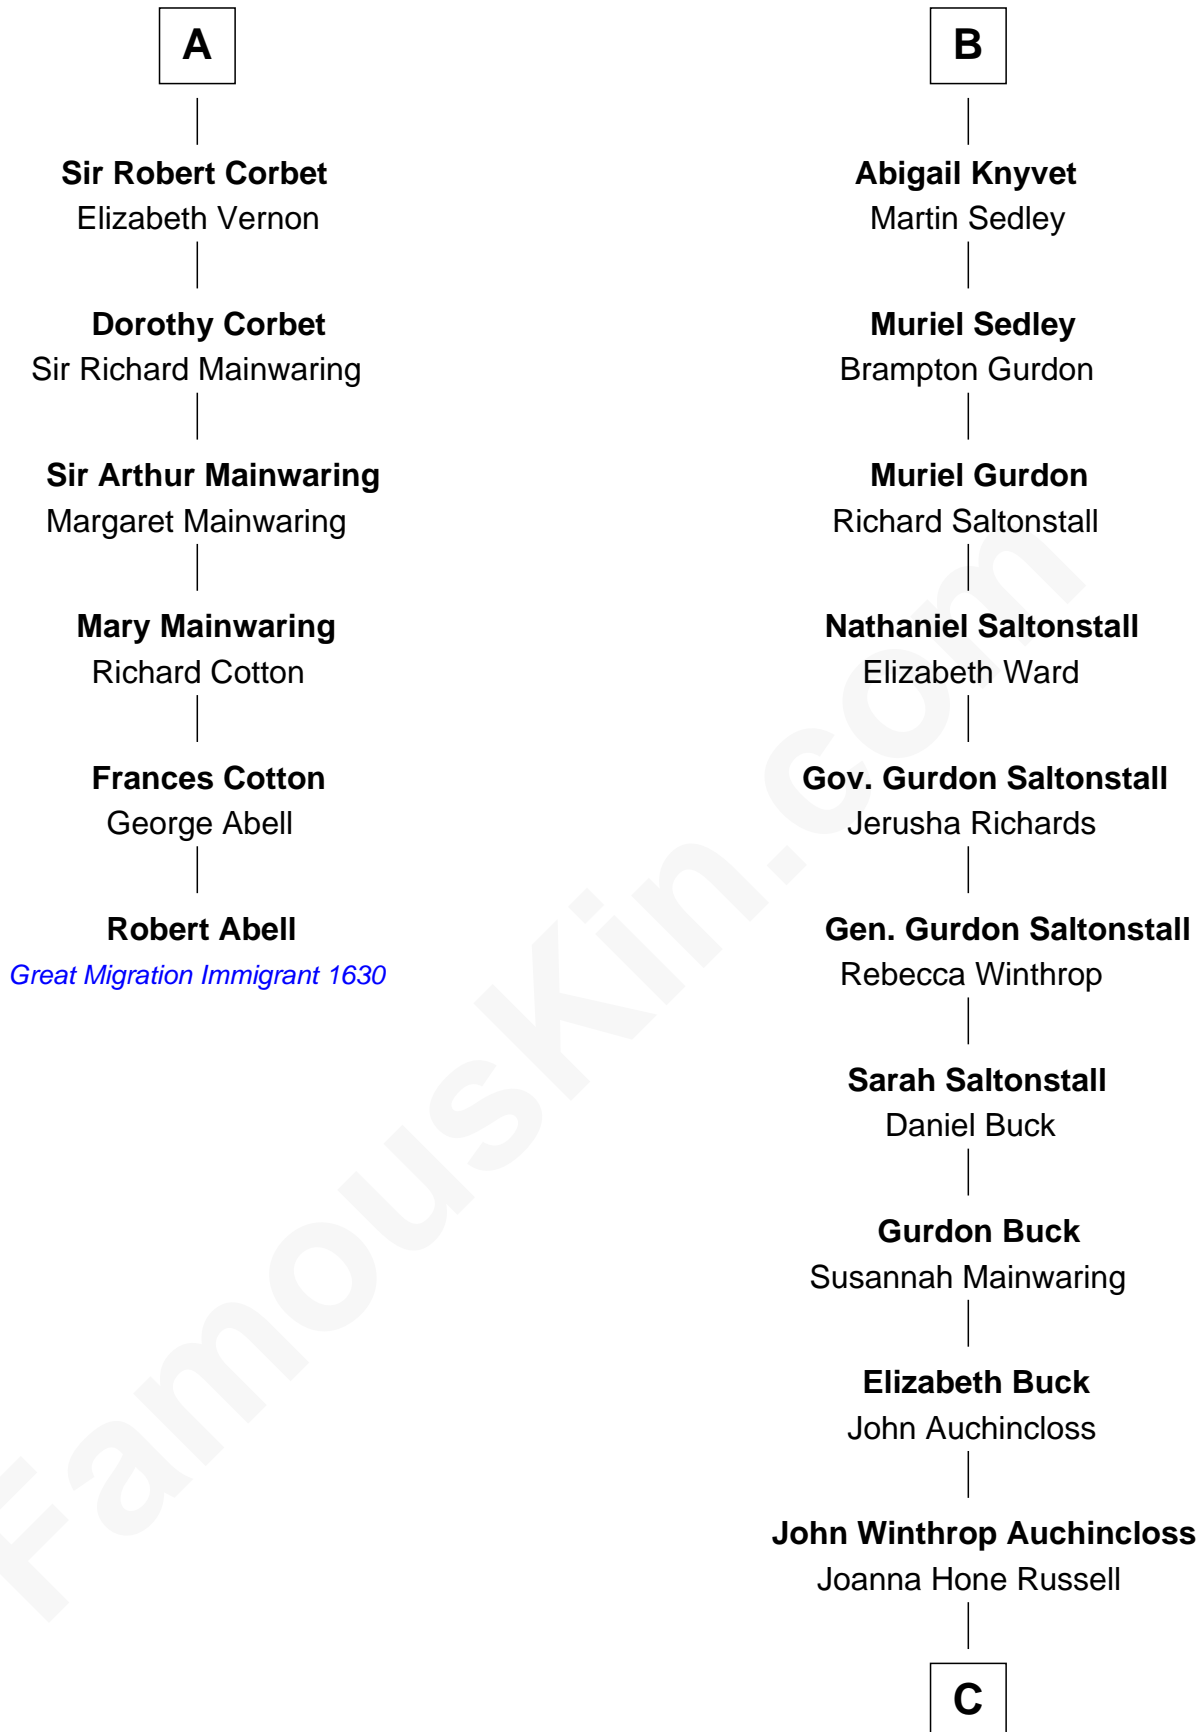 A
Sir Robert Corbet
Elizabeth Vernon
Dorothy Corbet
Sir Richard Mainwaring
Sir Arthur Mainwaring
Margaret Mainwaring
Mary Mainwaring
Richard Cotton
Frances Cotton
George Abell
Robert Abell
Great Migration Immigrant 1630
B
Abigail Knyvet
Martin Sedley
Muriel Sedley
Brampton Gurdon
Muriel Gurdon
Richard Saltonstall
Nathaniel Saltonstall
Elizabeth Ward
Gov. Gurdon Saltonstall
Jerusha Richards
Gen. Gurdon Saltonstall
Rebecca Winthrop
Sarah Saltonstall
Daniel Buck
Gurdon Buck
Susannah Mainwaring
Elizabeth Buck
John Auchincloss
John Winthrop Auchincloss
Joanna Hone Russell
C
FamousKin.com